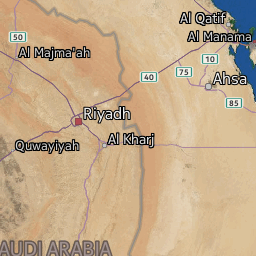 Al Qatif
50
Al Manama
Al Majma'ah
10
75
40
Ahsa
85
Riyadh
Al Kharj
Quwayiyah
AUDI ARABIA